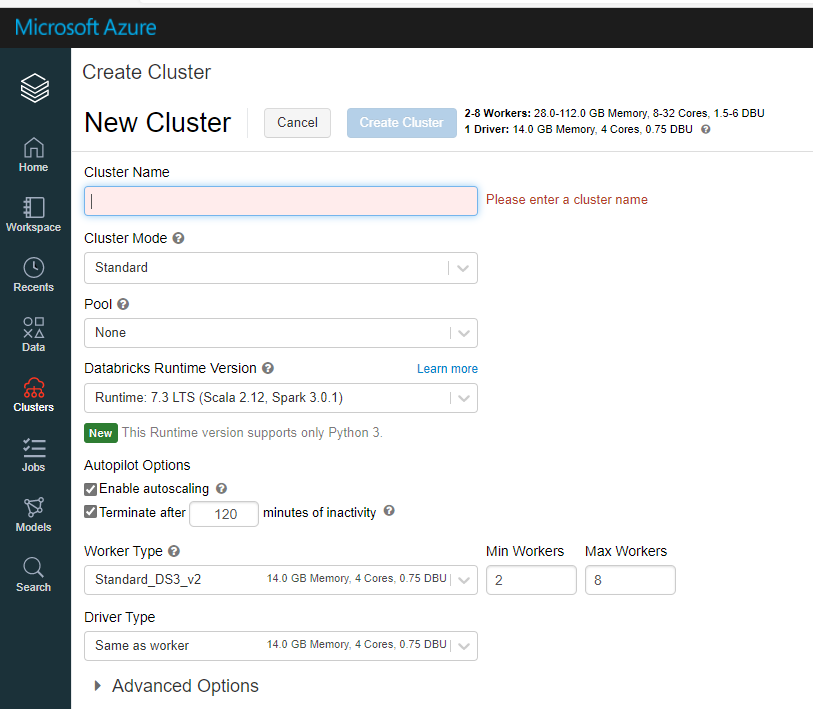 Microsoft Azure
Create Cluster
New Cluster
Cancel
Create Cluster
2-8 Workers: 28.0-112.0 GB Memory, 8-32 Cores, 1.5-6 DBU
1 Driver: 14.0 GB Memory, 4 Cores, 0.75 DBU ?
Home
Workspace
Recents
Data
Clusters
Jobs
Models
Search
Cluster Name
Please enter a cluster name
Cluster Mode ?
Standard
Pool ?
None
Databricks Runtime Version ? Learn more
Runtime: 7.3 LTS (Scala 2.12, Spark 3.0.1)
New This Runtime version supports only Python 3.
Autopilot Options
Enable autoscaling ?
Terminate after 120 minutes of inactivity ?
Worker Type ? Min Workers Max Workers
Standard_DS3_v2 14.0 GB Memory, 4 Cores, 0.75 DBU 2 8
Driver Type
Same as worker 14.0 GB Memory, 4 Cores, 0.75 DBU
Advanced Options